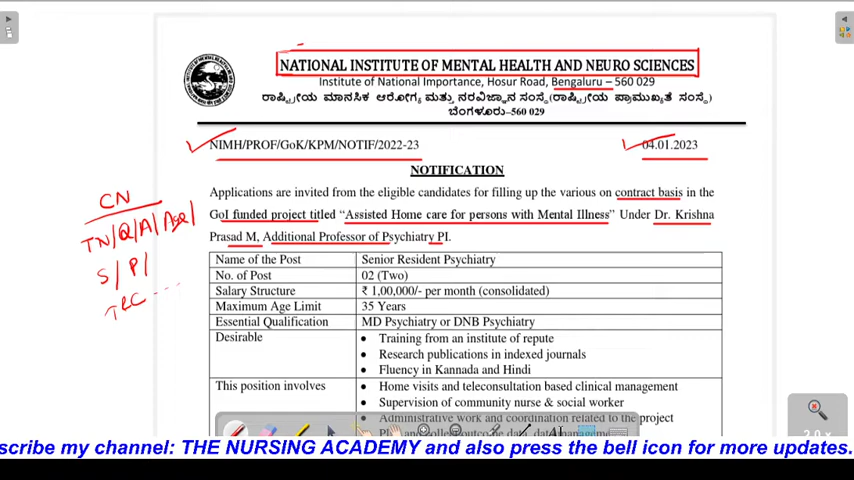 NATIONAL INSTITUTE OF MENTAL HEALTH AND NEURO SCIENCES
Institute of National Importance, Hosur Road, Bengaluru – 560 029
ರಾಷ್ಟ್ರೀಯ ಮಾನಸಿಕ ಆರೋಗ್ಯ ಮತ್ತು ನರವಿಜ್ಞಾನ ಸಂಸ್ಥೆ(ರಾಷ್ಟ್ರೀಯ ಪ್ರಾಮುಖ್ಯತೆ ಸಂಸ್ಥೆ)
ಬೆಂಗಳೂರು–560 029
NIMH/PROF/GoK/KPM/NOTIF/2022-23 04.01.2023
NOTIFICATION
Applications are invited from the eligible candidates for filling up the various on contract basis in the
GoI funded project titled “Assisted Home care for persons with Mental Illness” Under Dr. Krishna
Prasad M, Additional Professor of Psychiatry PI.
CN
TN/Q/A/Age/
S/P/
Name of the Post Senior Resident Psychiatry
No. of Post 02 (Two)
Salary Structure ₹ 1,00,000/- per month (consolidated)
Maximum Age Limit 35 Years
Essential Qualification MD Psychiatry or DNB Psychiatry
Desirable • Training from an institute of repute
• Research publications in indexed journals
• Fluency in Kannada and Hindi
This position involves • Home visits and teleconsultation based clinical management
• Supervision of community nurse & social worker
• Administrative work and coordination related to the project
scribe my channel: THE NURSING ACADEMY and also press the bell icon for more updates.